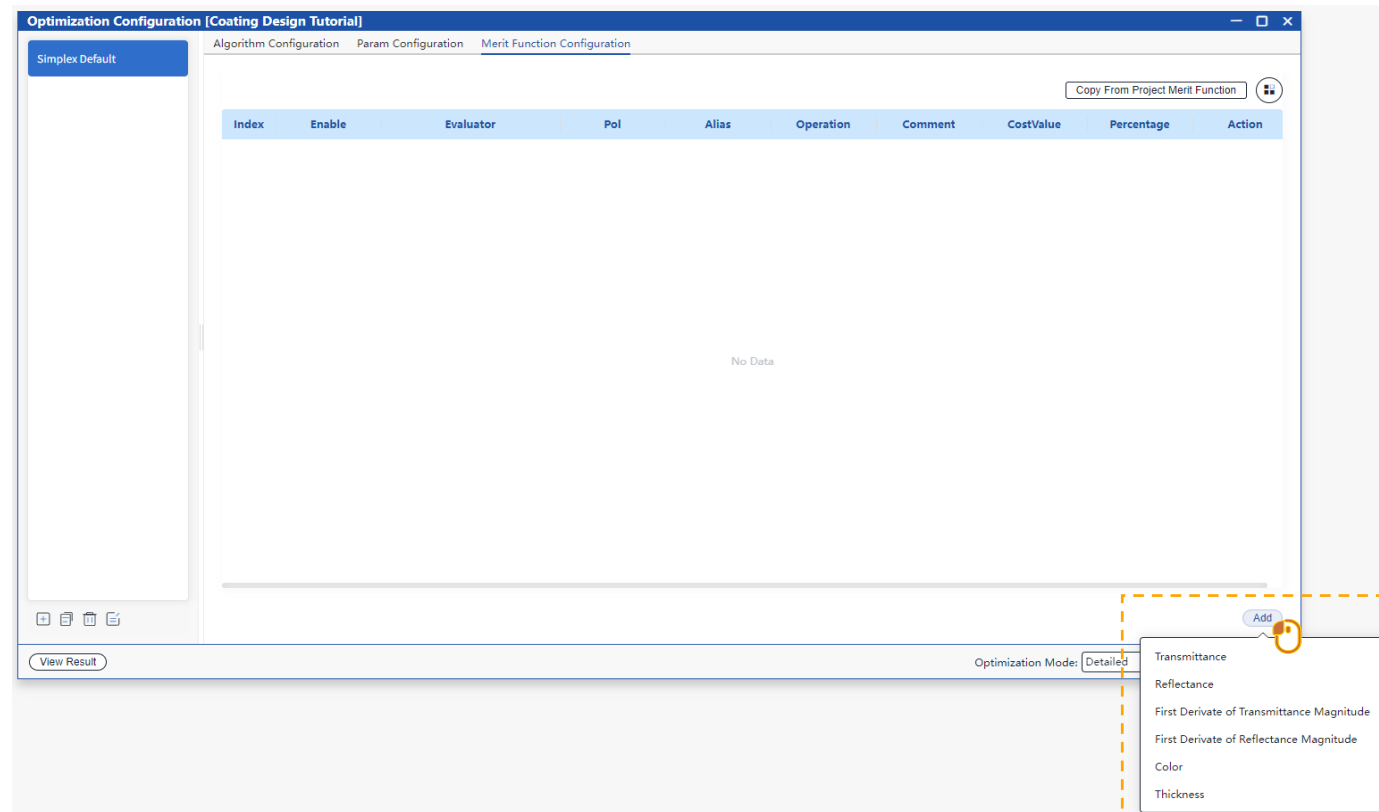 Optimization Configuration [Coating Design Tutorial]
Algorithm Configuration Param Configuration Merit Function Configuration
Simplex Default
Copy From Project Merit Function
Index Enable Evaluator Pol Alias Operation Comment CostValue Percentage Action
No Data
Add
View Result
Optimization Mode: Detailed
Transmittance
Reflectance
First Derivate of Transmittance Magnitude
First Derivate of Reflectance Magnitude
Color
Thickness